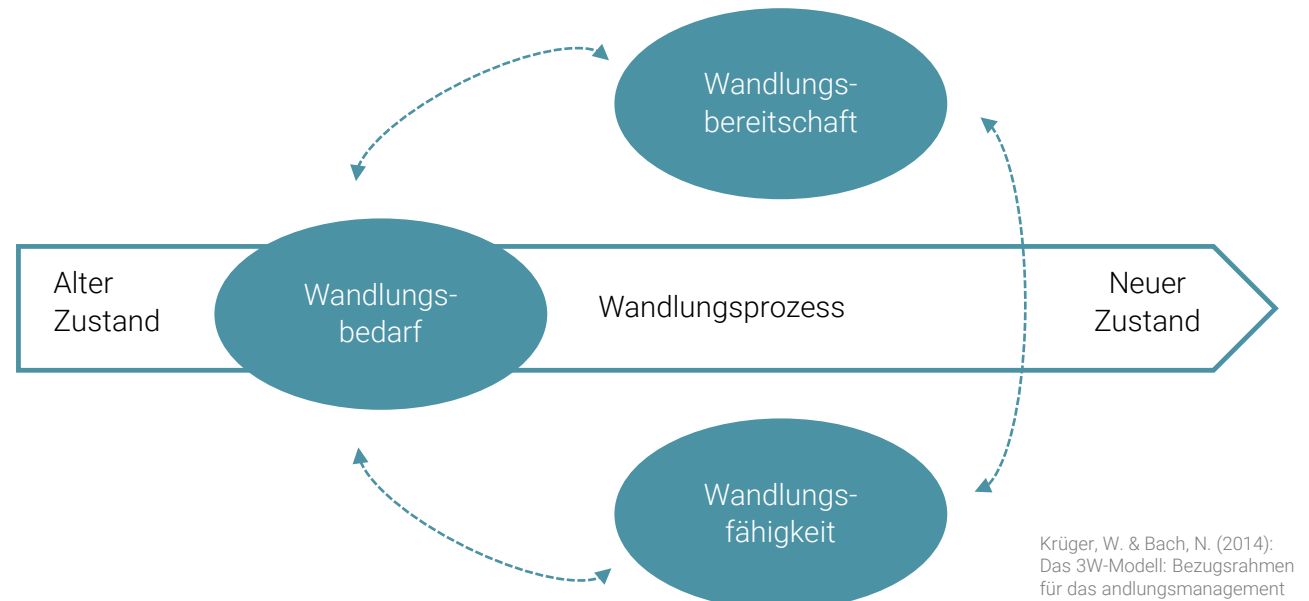 Wandlungs-
bereitschaft
Alter
Zustand
Wandlungs-
bedarf
Wandlungsprozess
Neuer
Zustand
Wandlungs-
fähigkeit
Krüger, W. & Bach, N. (2014):
Das 3W-Modell: Bezugsrahmen
für das andlungsmanagement